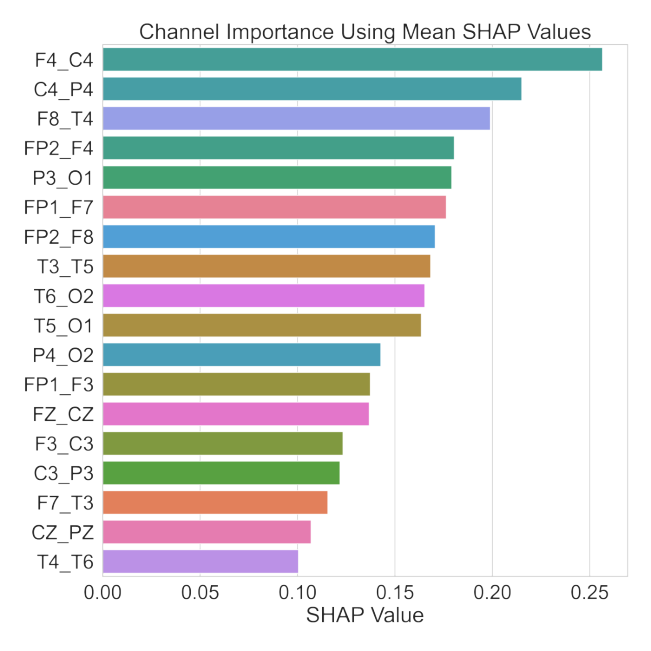 Channel Importance Using Mean SHAP Values
F4_C4
C4_P4
F8_T4
FP2_F4
P3_O1
FP1_F7
FP2_F8
T3_T5
T6_O2
T5_O1
P4_O2
FP1_F3
FZ_CZ
F3_C3
C3_P3
F7_T3
CZ_PZ
T4_T6
0.00 0.05 0.10 0.15 0.20 0.25
SHAP Value